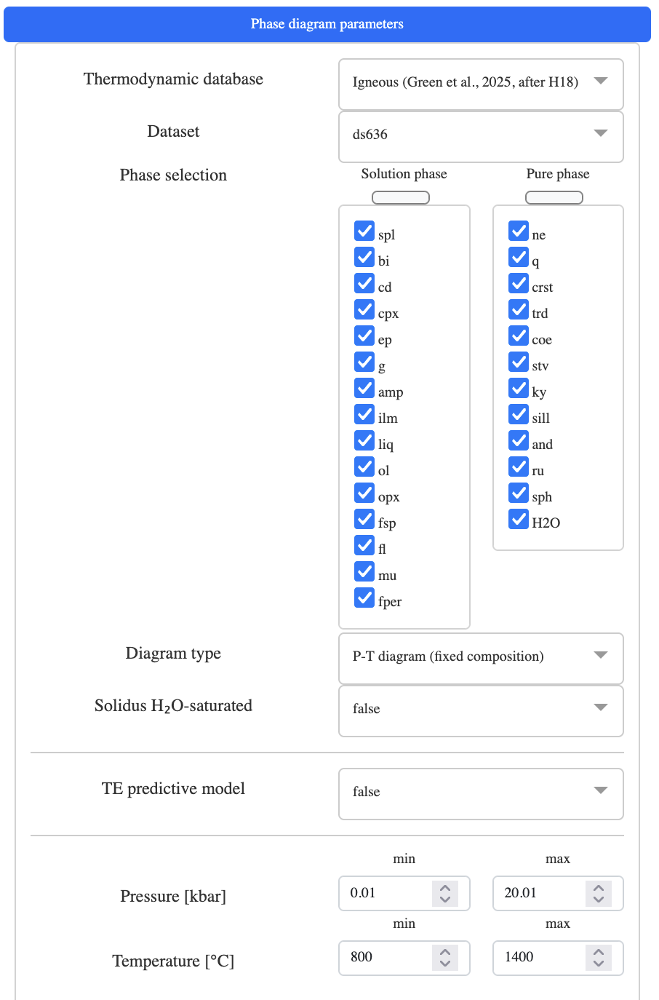 Phase diagram parameters
Thermodynamic database
Igneous (Green et al., 2025, after H18)
Dataset
ds636
Phase selection
Solution phase
Pure phase
spl
bi
cd
cpx
ep
g
amp
ilm
liq
ol
opx
fsp
fl
mu
fper
ne
q
crst
trd
coe
stv
ky
sill
and
ru
sph
H2O
Diagram type
P-T diagram (fixed composition)
Solidus H₂O-saturated
false
TE predictive model
false
min
max
Pressure [kbar]
0.01
20.01
min
max
Temperature [°C]
800
1400